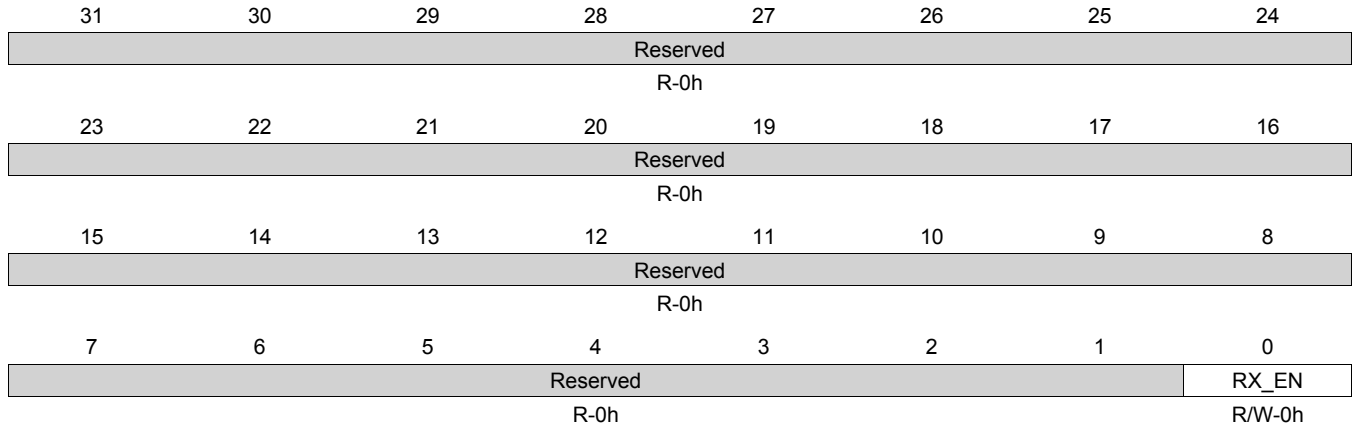 31 30 29 28 27 26 25 24
Reserved
R-0h
23 22 21 20 19 18 17 16
Reserved
R-0h
15 14 13 12 11 10 9 8
Reserved
R-0h
7 6 5 4 3 2 1 0
Reserved RX_EN
R-0h R/W-0h